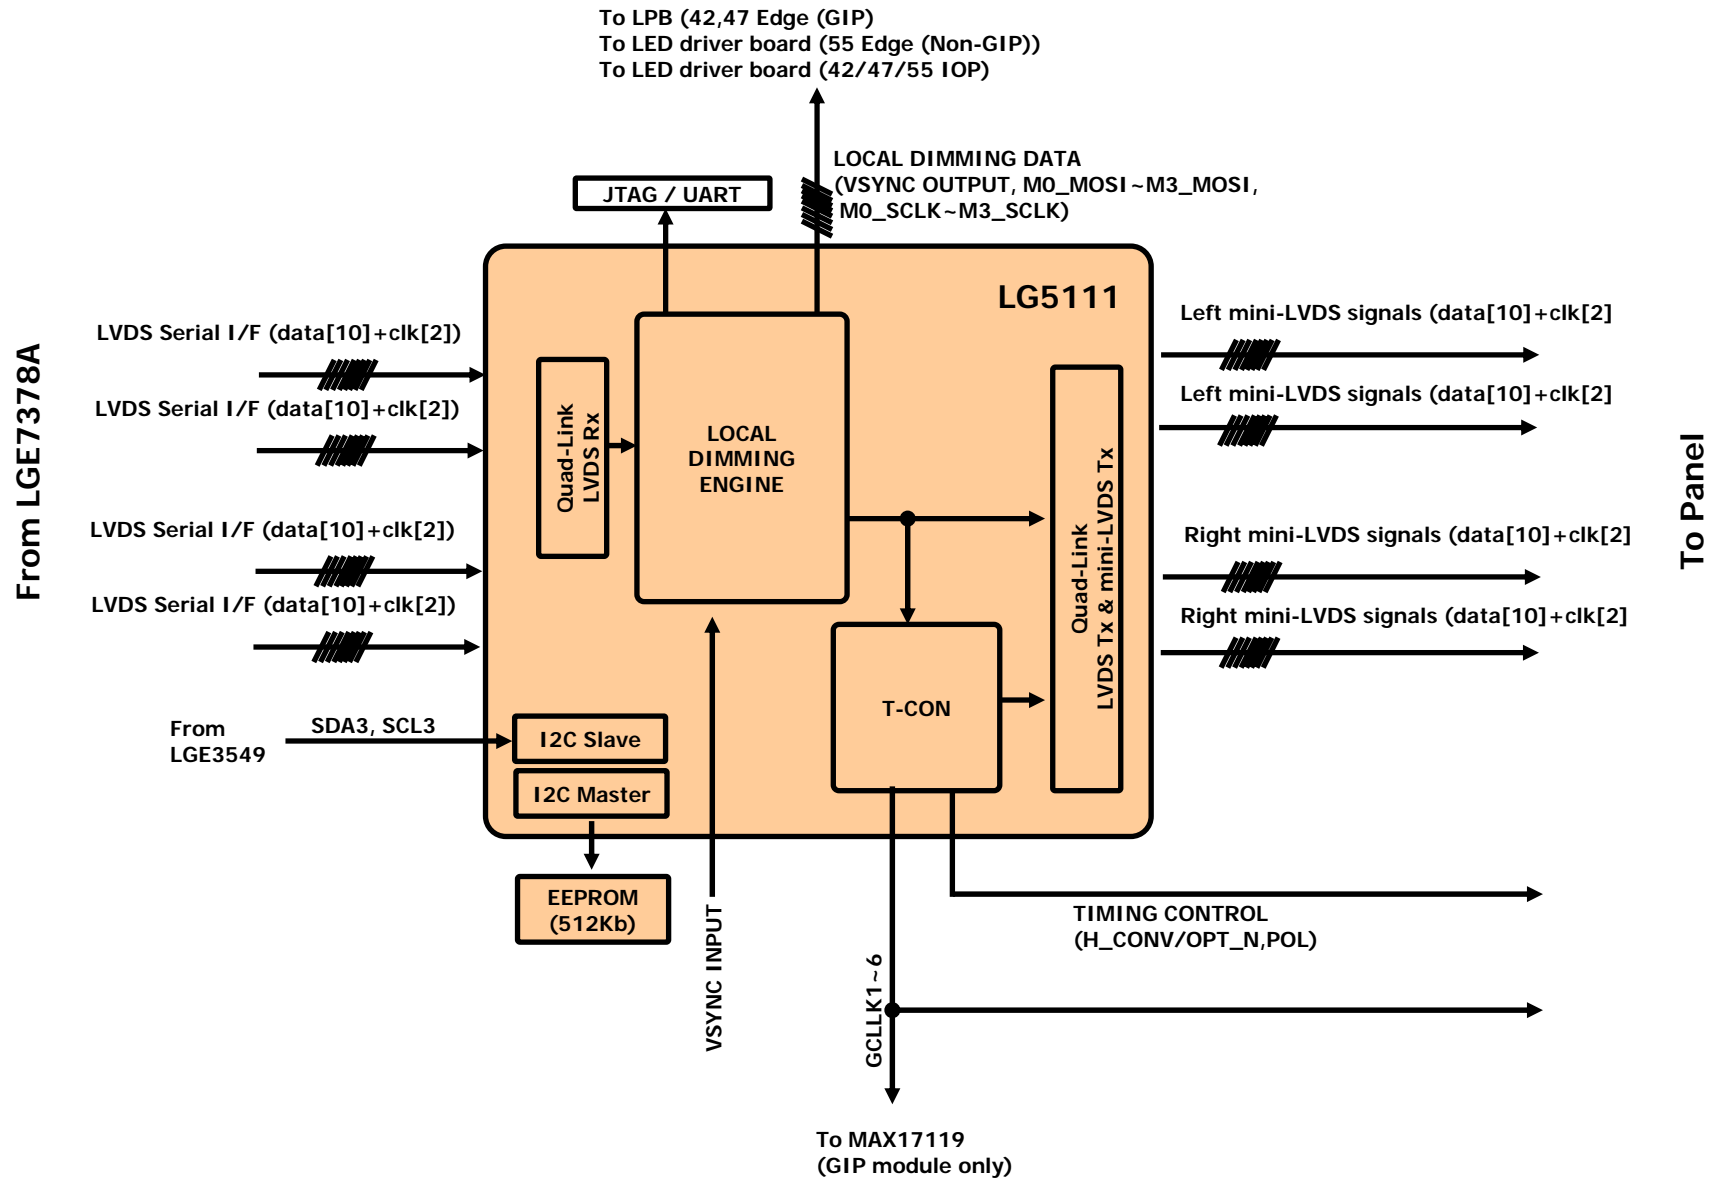 To LPB (42,47 Edge (GIP)
To LED driver board (55 Edge (Non-GIP))
To LED driver board (42/47/55 IOP)
LOCAL DIMMING DATA
(VSYNC OUTPUT, M0_MOSI~M3_MOSI,
M0_SCLK~M3_SCLK)
JTAG / UART
LG5111
From LGE7378A
LVDS Serial I/F (data[10]+clk[2])
LVDS Serial I/F (data[10]+clk[2])
LVDS Serial I/F (data[10]+clk[2])
LVDS Serial I/F (data[10]+clk[2])
Quad-Link
LVDS Rx
LOCAL
DIMMING
ENGINE
Quad-Link
LVDS Tx & mini-LVDS Tx
Left mini-LVDS signals (data[10]+clk[2]
Left mini-LVDS signals (data[10]+clk[2]
Right mini-LVDS signals (data[10]+clk[2]
Right mini-LVDS signals (data[10]+clk[2]
To Panel
T-CON
From
LGE3549
SDA3, SCL3
I2C Slave
I2C Master
EEPROM
(512Kb)
VSYNC INPUT
GCLLK1~6
TIMING CONTROL
(H_CONV/OPT_N,POL)
To MAX17119
(GIP module only)